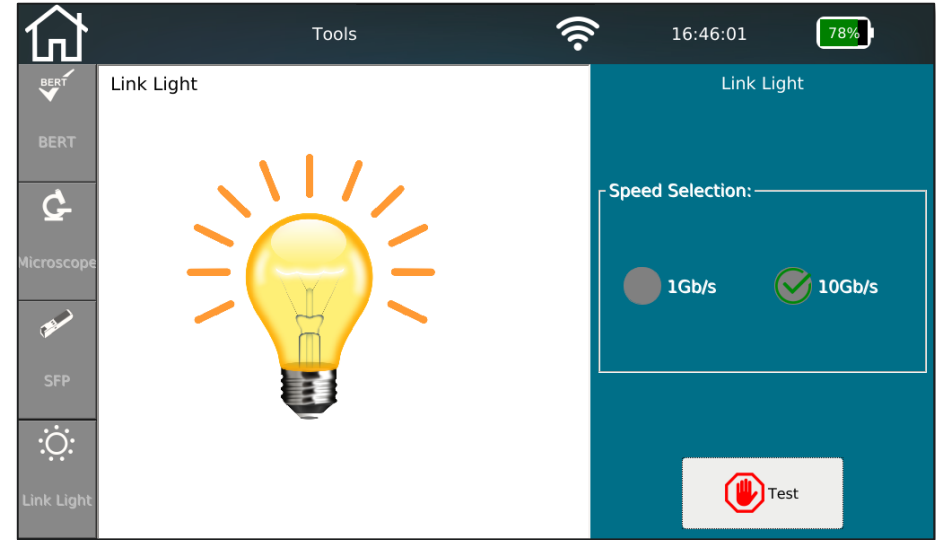 Tools
16:46:01
78%
BERT
BERT
Microscope
SFP
Link Light
Link Light
Link Light
Speed Selection:
1Gb/s
10Gb/s
Test